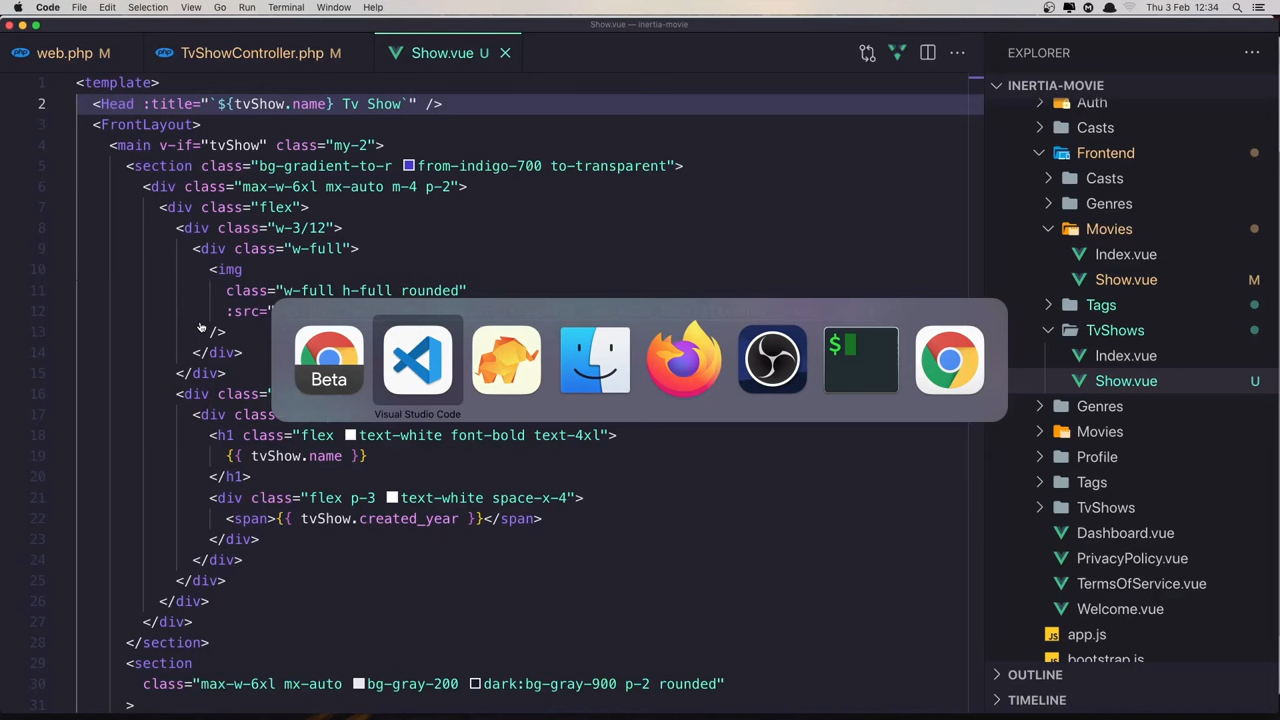 Code File Edit Selection View Go Run Terminal Window Help Thu 3 Feb 12:34
Show.vue — inertia-movie
web.php M TvShowController.php M Show.vue U
EXPLORER
INERTIA-MOVIE
Auth
Casts
Frontend
Casts
Genres
Movies
Index.vue
Show.vue M
Tags
TvShows
Index.vue
Show.vue U
Genres
Movies
Profile
Tags
TvShows
Dashboard.vue
PrivacyPolicy.vue
TermsOfService.vue
Welcome.vue
app.js
bootstrap.js
OUTLINE
TIMELINE
1 <template>
2 <Head :title="`${tvShow.name} Tv Show`" />
3 <FrontLayout>
4 <main v-if="tvShow" class="my-2">
5 <section class="bg-gradient-to-r from-indigo-700 to-transparent">
6 <div class="max-w-6xl mx-auto m-4 p-2">
7 <div class="flex">
8 <div class="w-3/12">
9 <div class="w-full">
10 <img
11 class="w-full h-full rounded"
12 :src="
13 />
14 </div>
15 </div>
16 <div class=
17 <div class=
18 <h1 class="flex text-white font-bold text-4xl">
19 {{ tvShow.name }}
20 </h1>
21 <div class="flex p-3 text-white space-x-4">
22 <span>{{ tvShow.created_year }}</span>
23 </div>
24 </div>
25 </div>
26 </div>
27 </div>
28 </section>
29 <section
30 class="max-w-6xl mx-auto bg-gray-200 dark:bg-gray-900 p-2 rounded"
31 >
Beta
$
Visual Studio Code